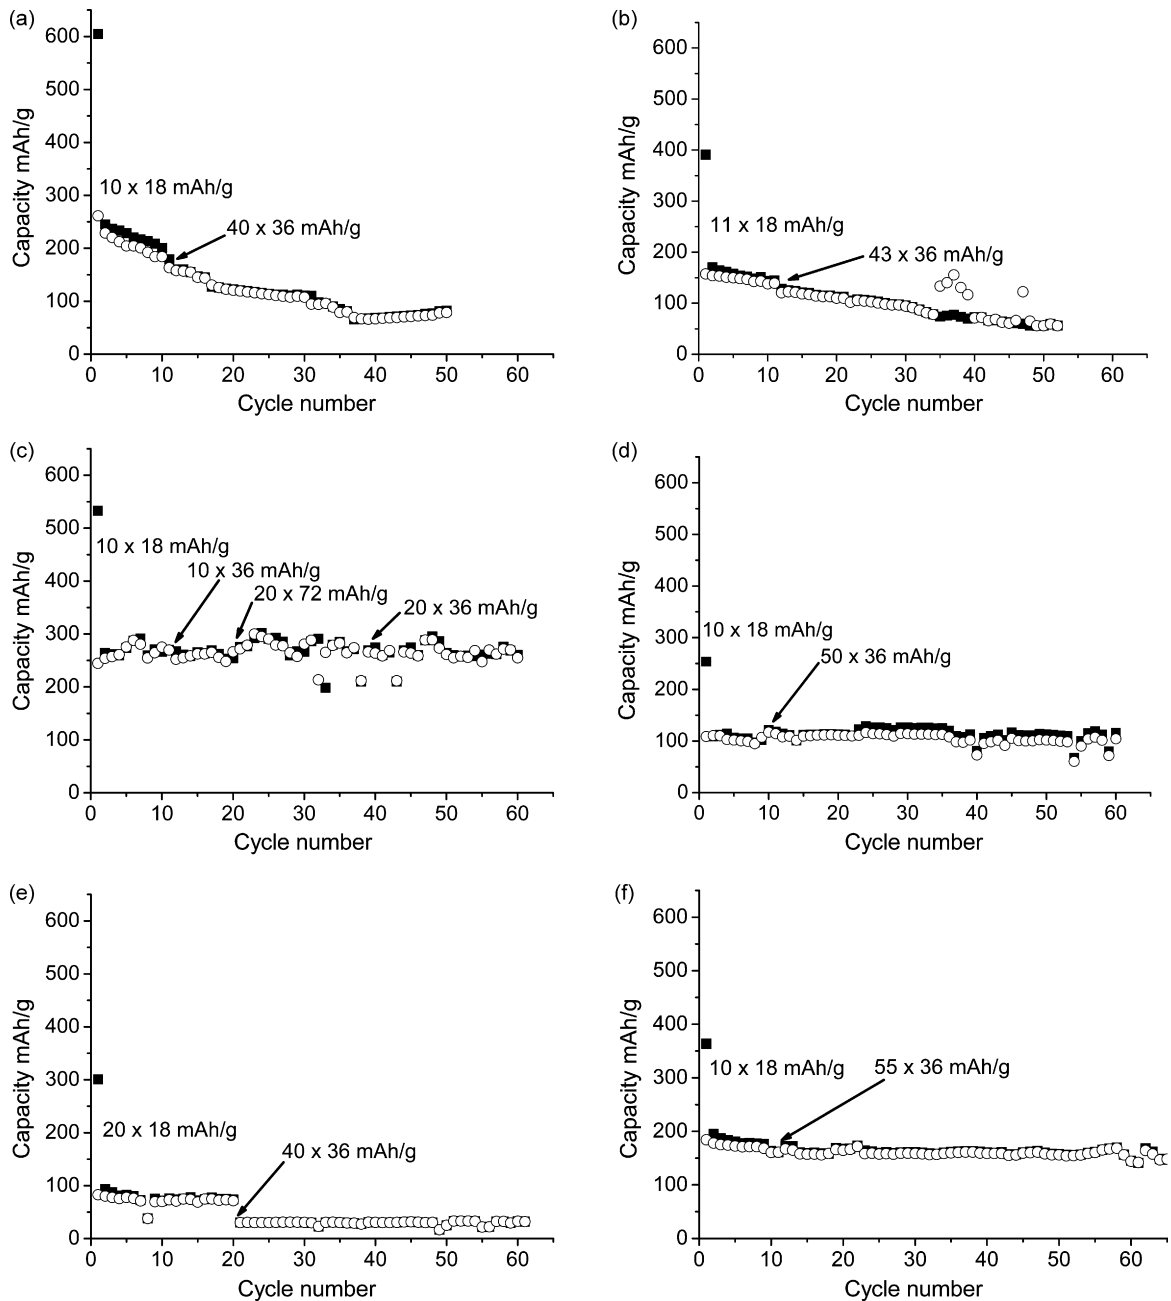 (a)
600
500
400
300
200
100
0
Capacity mAh/g
10 x 18 mAh/g
40 x 36 mAh/g
0 10 20 30 40 50 60
Cycle number
(b)
600
500
400
300
200
100
0
Capacity mAh/g
11 x 18 mAh/g
43 x 36 mAh/g
0 10 20 30 40 50 60
Cycle number
(c)
600
500
400
300
200
100
0
Capacity mAh/g
10 x 18 mAh/g
10 x 36 mAh/g
20 x 72 mAh/g
20 x 36 mAh/g
0 10 20 30 40 50 60
Cycle number
(d)
600
500
400
300
200
100
0
Capacity mAh/g
10 x 18 mAh/g
50 x 36 mAh/g
0 10 20 30 40 50 60
Cycle number
(e)
600
500
400
300
200
100
0
Capacity mAh/g
20 x 18 mAh/g
40 x 36 mAh/g
0 10 20 30 40 50 60
Cycle number
(f)
600
500
400
300
200
100
0
Capacity mAh/g
10 x 18 mAh/g
55 x 36 mAh/g
0 10 20 30 40 50 60
Cycle number